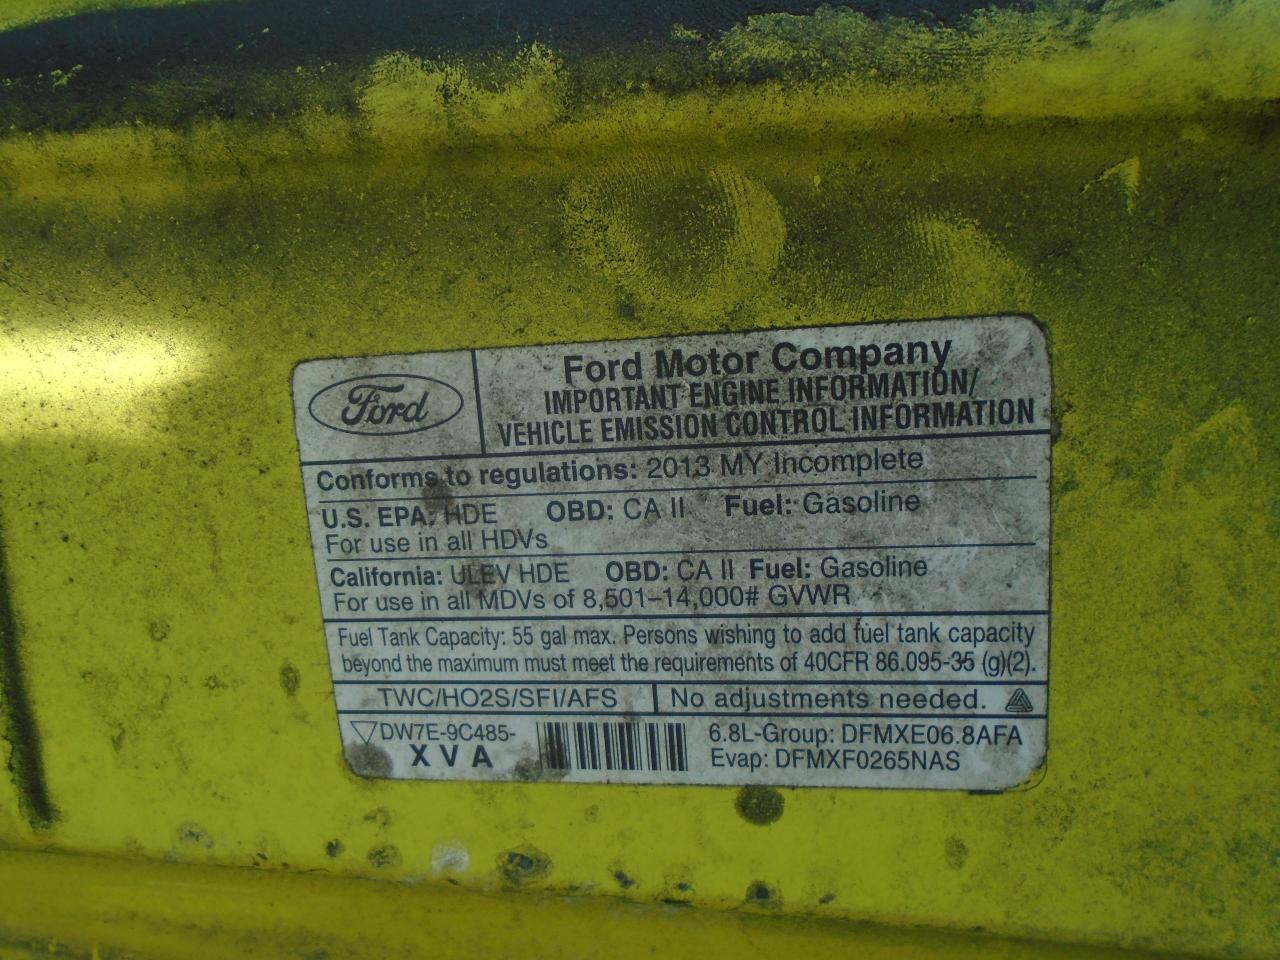 Ford
Ford Motor Company
IMPORTANT ENGINE INFORMATION/
VEHICLE EMISSION CONTROL INFORMATION
Conforms to regulations: 2013 MY Incomplete
U.S. EPA: HDE OBD: CA II Fuel: Gasoline
For use in all HDVs
California: ULEV HDE OBD: CA II Fuel: Gasoline
For use in all MDVs of 8,501-14,000# GVWR
Fuel Tank Capacity: 55 gal max. Persons wishing to add fuel tank capacity
beyond the maximum must meet the requirements of 40CFR 86.095-35 (g)(2).
TWC/HO2S/SFI/AFS No adjustments needed.
DW7E-9C485-
XVA
6.8L-Group: DFMXE06.8AFA
Evap: DFMXF0265NAS